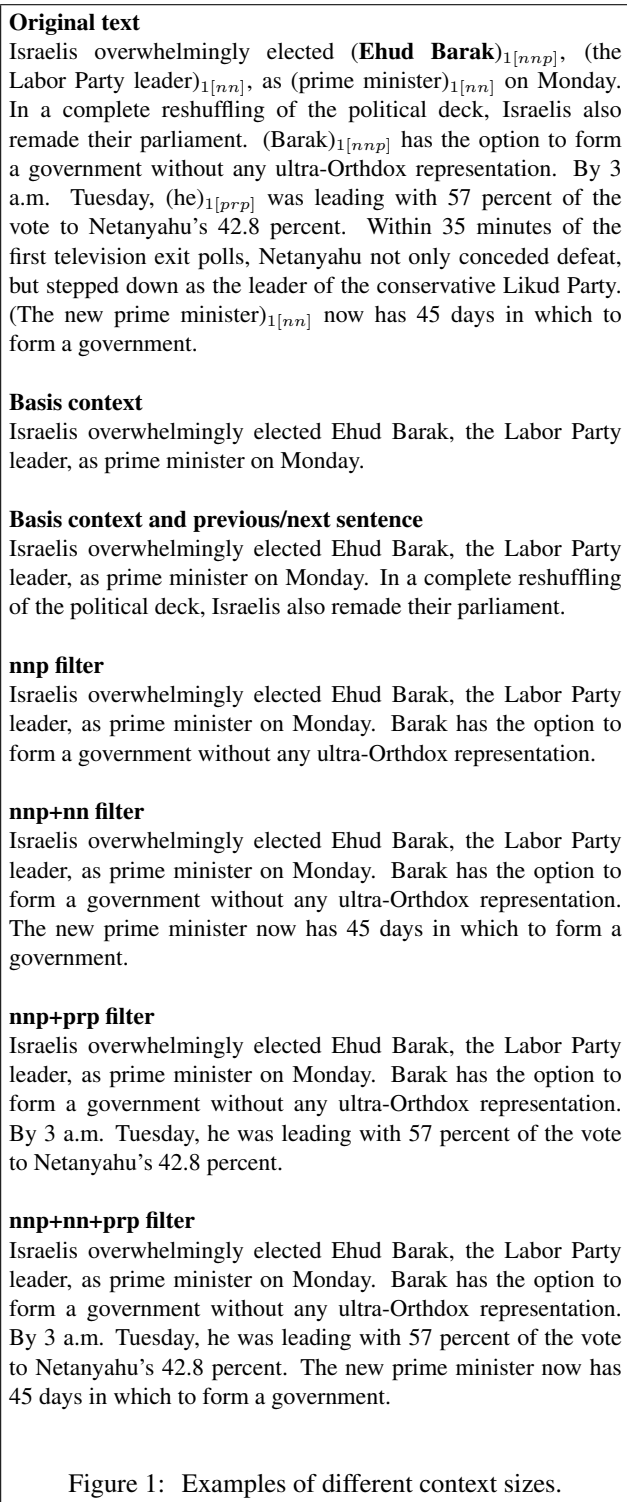 Original text
Israelis overwhelmingly elected (Ehud Barak)1[nnp], (the
Labor Party leader)1[nn], as (prime minister)1[nn] on Monday.
In a complete reshuffling of the political deck, Israelis also
remade their parliament. (Barak)1[nnp] has the option to form
a government without any ultra-Orthdox representation. By 3
a.m. Tuesday, (he)1[prp] was leading with 57 percent of the
vote to Netanyahu's 42.8 percent. Within 35 minutes of the
first television exit polls, Netanyahu not only conceded defeat,
but stepped down as the leader of the conservative Likud Party.
(The new prime minister)1[nn] now has 45 days in which to
form a government.
Basis context
Israelis overwhelmingly elected Ehud Barak, the Labor Party
leader, as prime minister on Monday.
Basis context and previous/next sentence
Israelis overwhelmingly elected Ehud Barak, the Labor Party
leader, as prime minister on Monday. In a complete reshuffling
of the political deck, Israelis also remade their parliament.
nnp filter
Israelis overwhelmingly elected Ehud Barak, the Labor Party
leader, as prime minister on Monday. Barak has the option to
form a government without any ultra-Orthdox representation.
nnp+nn filter
Israelis overwhelmingly elected Ehud Barak, the Labor Party
leader, as prime minister on Monday. Barak has the option to
form a government without any ultra-Orthdox representation.
The new prime minister now has 45 days in which to form a
government.
nnp+prp filter
Israelis overwhelmingly elected Ehud Barak, the Labor Party
leader, as prime minister on Monday. Barak has the option to
form a government without any ultra-Orthdox representation.
By 3 a.m. Tuesday, he was leading with 57 percent of the vote
to Netanyahu's 42.8 percent.
nnp+nn+prp filter
Israelis overwhelmingly elected Ehud Barak, the Labor Party
leader, as prime minister on Monday. Barak has the option to
form a government without any ultra-Orthdox representation.
By 3 a.m. Tuesday, he was leading with 57 percent of the vote
to Netanyahu's 42.8 percent. The new prime minister now has
45 days in which to form a government.
Figure 1: Examples of different context sizes.